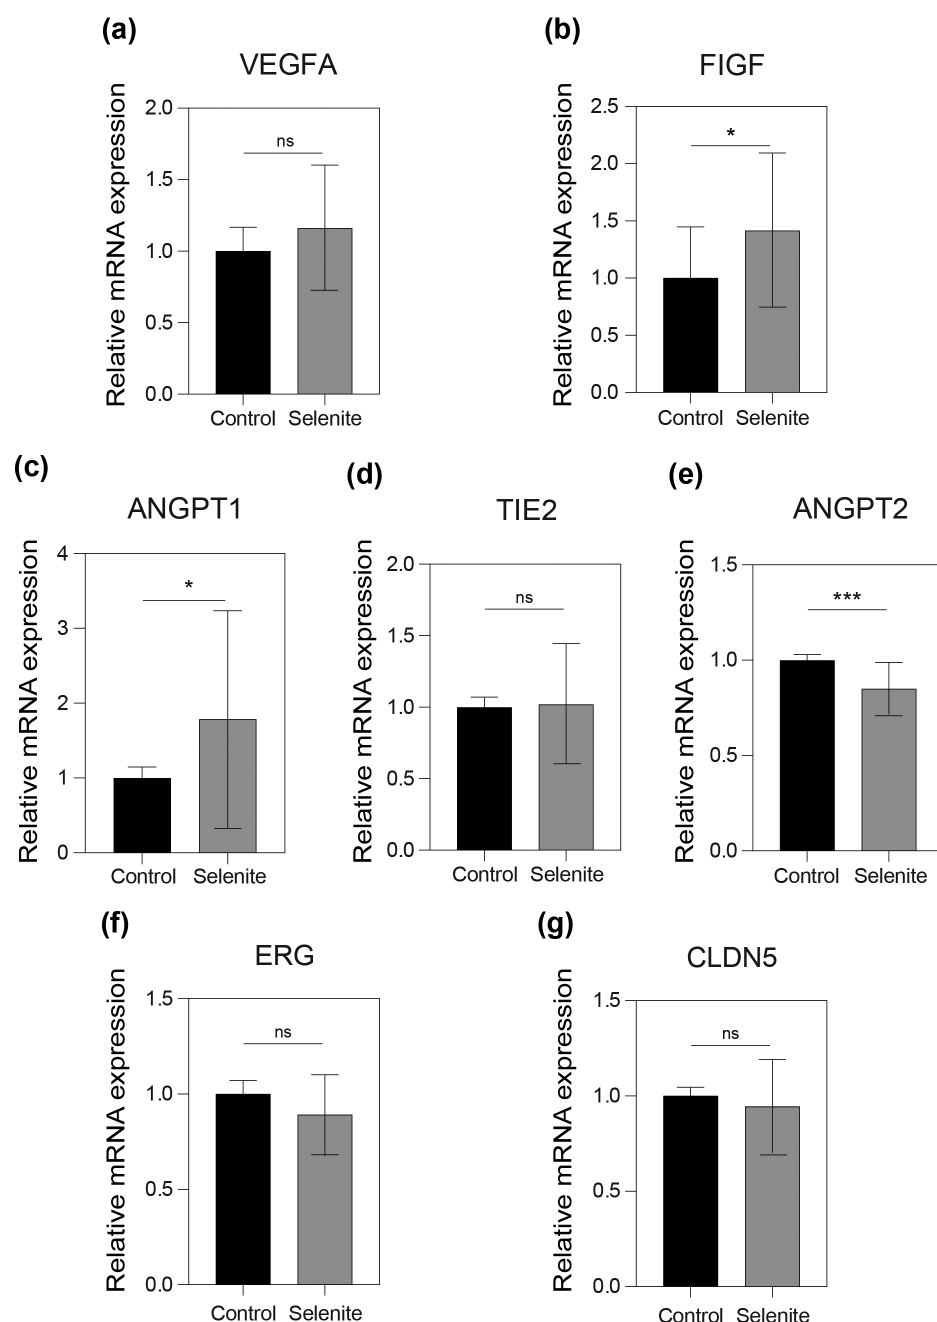 (a)
VEGFA
Relative mRNA expression
2.0
1.5
1.0
0.5
0.0
ns
Control Selenite
(b)
FIGF
Relative mRNA expression
2.5
2.0
1.5
1.0
0.5
0.0
*
Control Selenite
(c)
ANGPT1
Relative mRNA expression
4
3
2
1
0
*
Control Selenite
(d)
TIE2
Relative mRNA expression
2.0
1.5
1.0
0.5
0.0
ns
Control Selenite
(e)
ANGPT2
Relative mRNA expression
1.5
1.0
0.5
0.0
***
Control Selenite
(f)
ERG
Relative mRNA expression
1.5
1.0
0.5
0.0
ns
Control Selenite
(g)
CLDN5
Relative mRNA expression
1.5
1.0
0.5
0.0
ns
Control Selenite